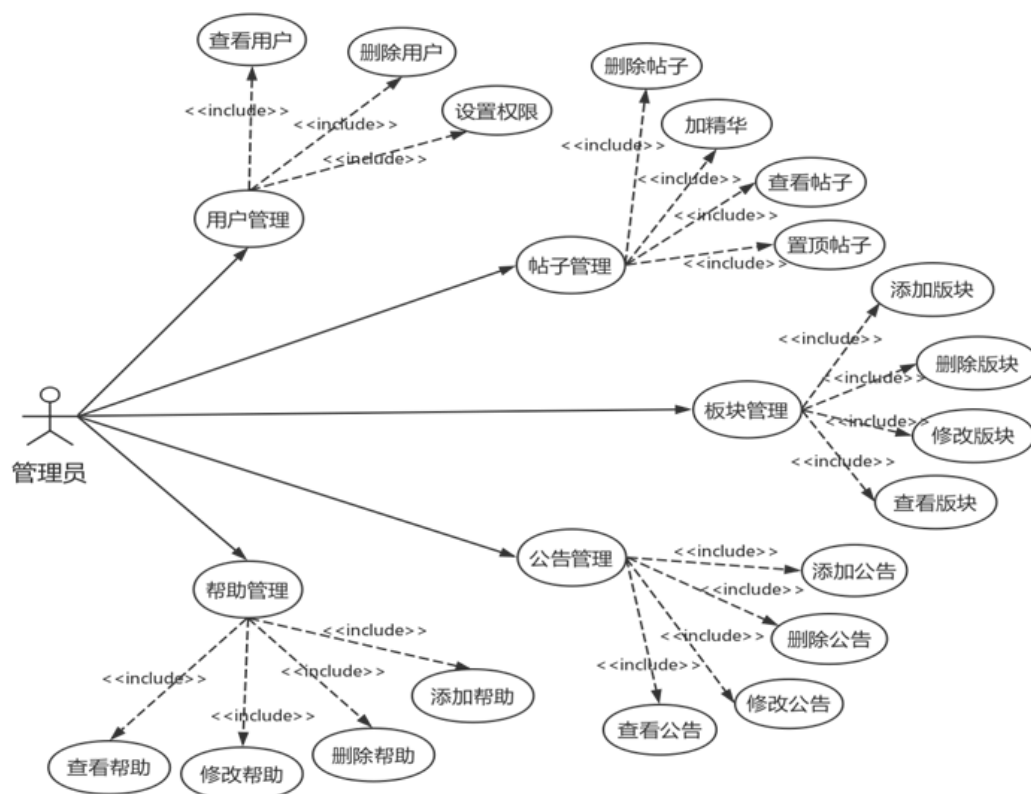 查看用户
删除用户
设置权限
<<include>>
<<include>>
<<include>>
用户管理
删除帖子
加精华
查看帖子
置顶帖子
<<include>>
<<include>>
<<include>>
<<include>>
帖子管理
添加版块
删除版块
修改版块
查看版块
<<include>>
<<include>>
<<include>>
<<include>>
板块管理
管理员
公告管理
<<include>>
<<include>>
<<include>>
<<include>>
添加公告
删除公告
修改公告
查看公告
帮助管理
<<include>>
<<include>>
<<include>>
<<include>>
添加帮助
删除帮助
修改帮助
查看帮助